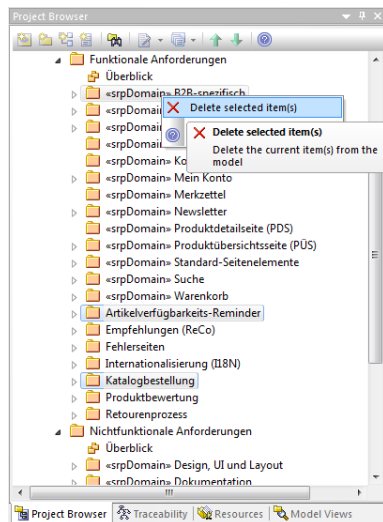 Project Browser
Funktionale Anforderungen
Überblick
«srpDomain» B2B-spezifisch
«srpDomai
Delete selected item(s)
«srpDomai
Delete selected item(s)
Delete the current item(s) from the
model
«srpDomain
«srpDomain» Ko
«srpDomain» Mein Konto
«srpDomain» Merkzettel
«srpDomain» Newsletter
«srpDomain» Produktdetailseite (PDS)
«srpDomain» Produktübersichtsseite (PÜS)
«srpDomain» Standard-Seitenelemente
«srpDomain» Suche
«srpDomain» Warenkorb
Artikelverfügbarkeits-Reminder
Empfehlungen (ReCo)
Fehlerseiten
Internationalisierung (I18N)
Katalogbestellung
Produktbewertung
Retourenprozess
Nichtfunktionale Anforderungen
Überblick
«srpDomain» Design, UI und Layout
«srpDomain» Dokumentation
Project Browser Traceability Resources Model Views